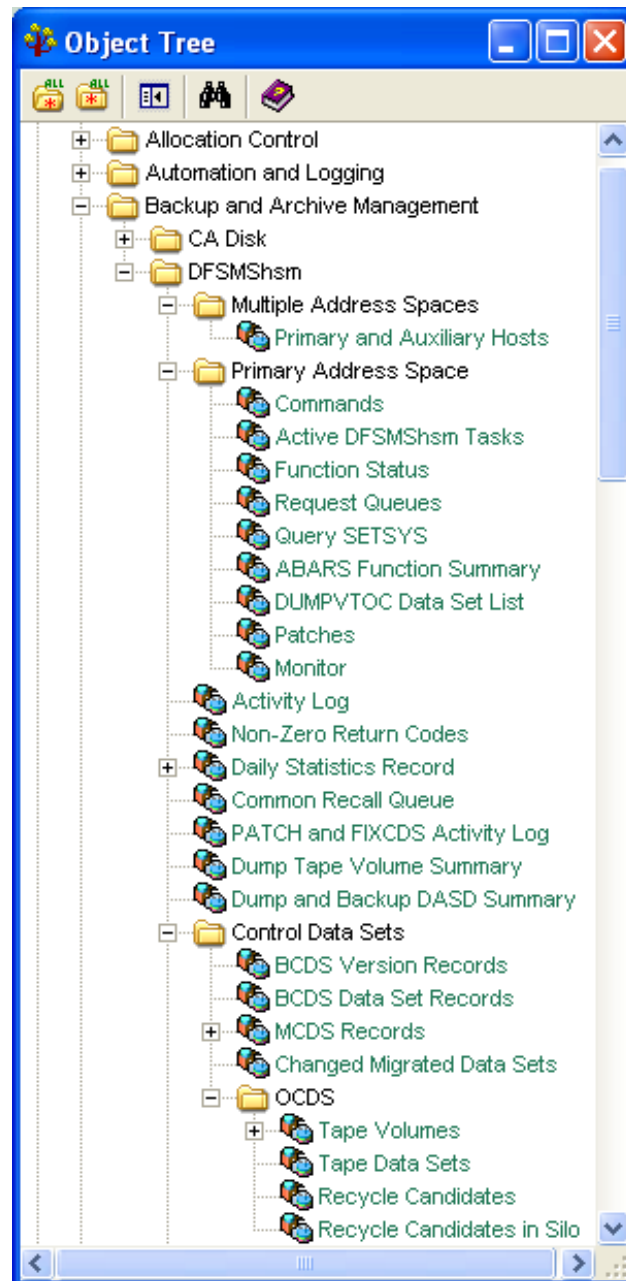 Object Tree
ALL ALL
Allocation Control
Automation and Logging
Backup and Archive Management
CA Disk
DFSMShsm
Multiple Address Spaces
Primary and Auxiliary Hosts
Primary Address Space
Commands
Active DFSMShsm Tasks
Function Status
Request Queues
Query SETSYS
ABARS Function Summary
DUMPVTOC Data Set List
Patches
Monitor
Activity Log
Non-Zero Return Codes
Daily Statistics Record
Common Recall Queue
PATCH and FIXCDS Activity Log
Dump Tape Volume Summary
Dump and Backup DASD Summary
Control Data Sets
BCDS Version Records
BCDS Data Set Records
MCDS Records
Changed Migrated Data Sets
OCDS
Tape Volumes
Tape Data Sets
Recycle Candidates
Recycle Candidates in Silo